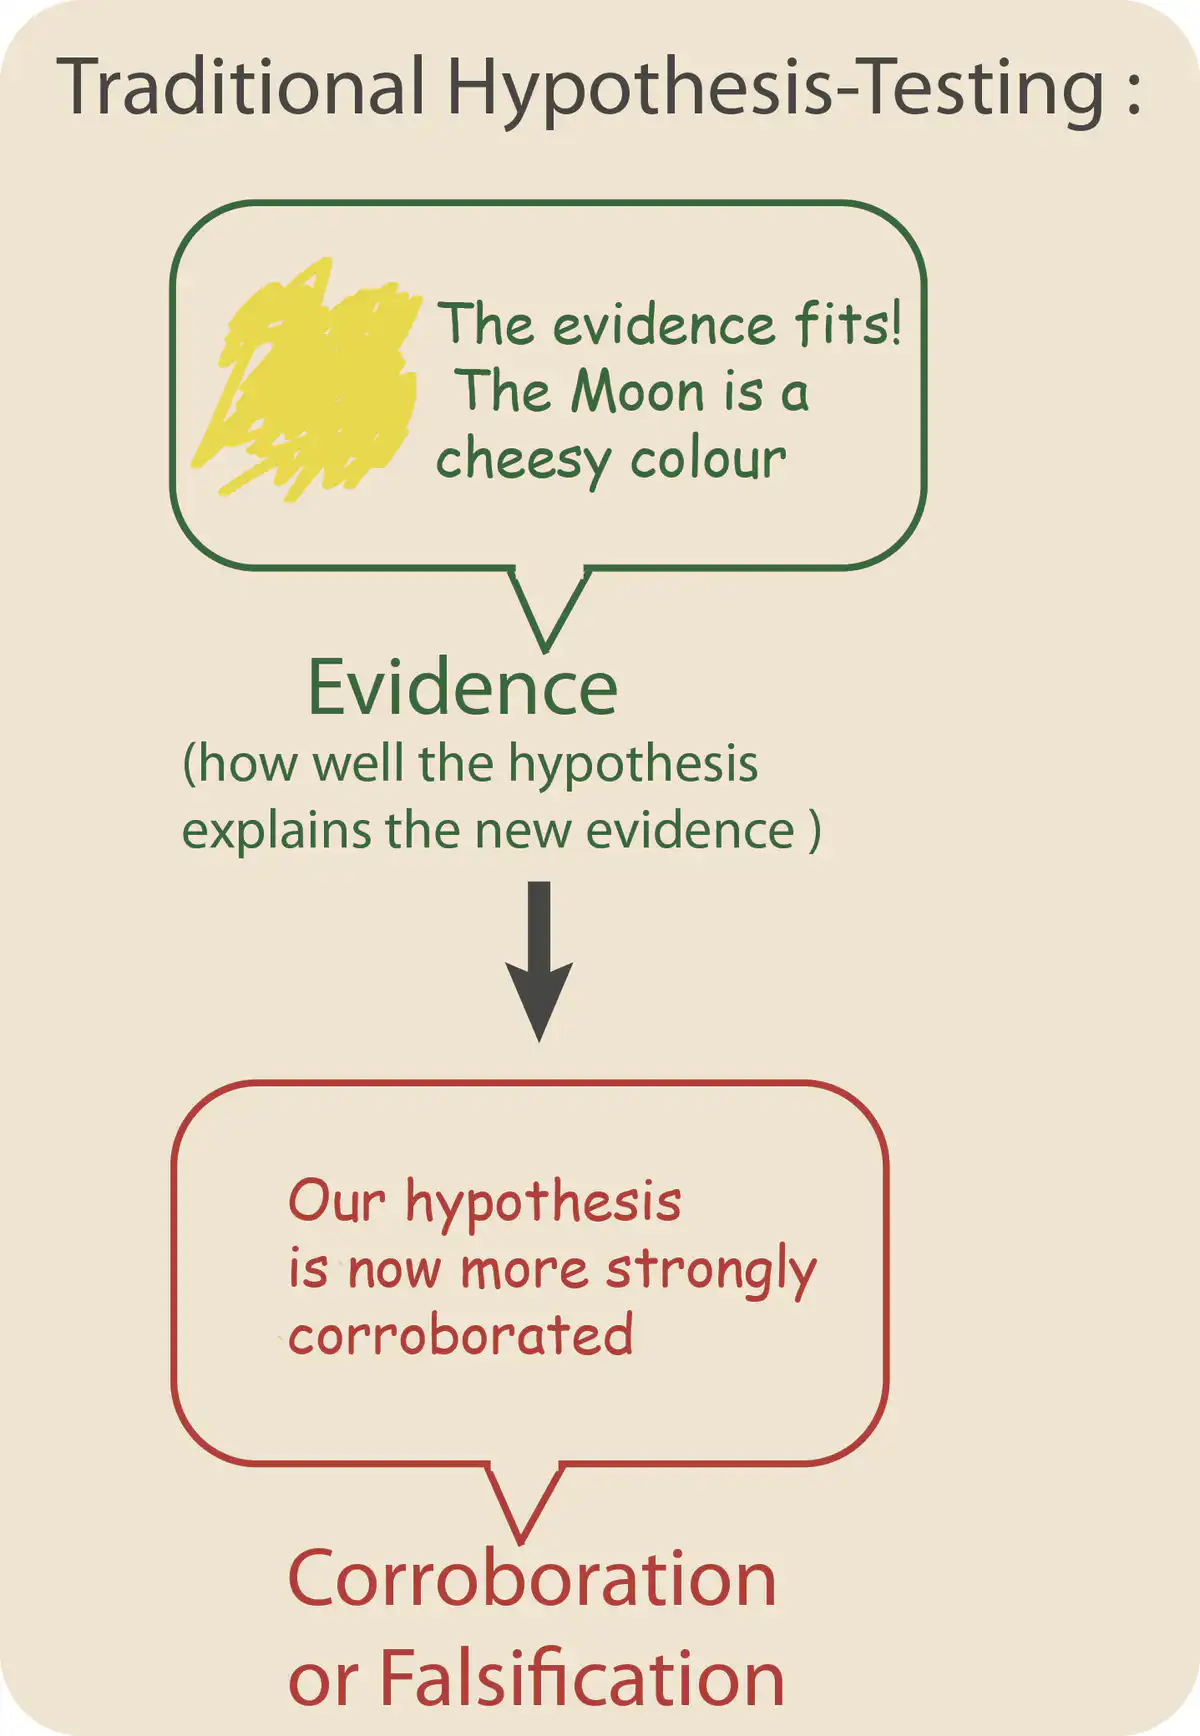 Traditional Hypothesis-Testing :
The evidence fits!
The Moon is a
cheesy colour
Evidence
(how well the hypothesis
explains the new evidence )
Our hypothesis
is now more strongly
corroborated
Corroboration
or Falsification